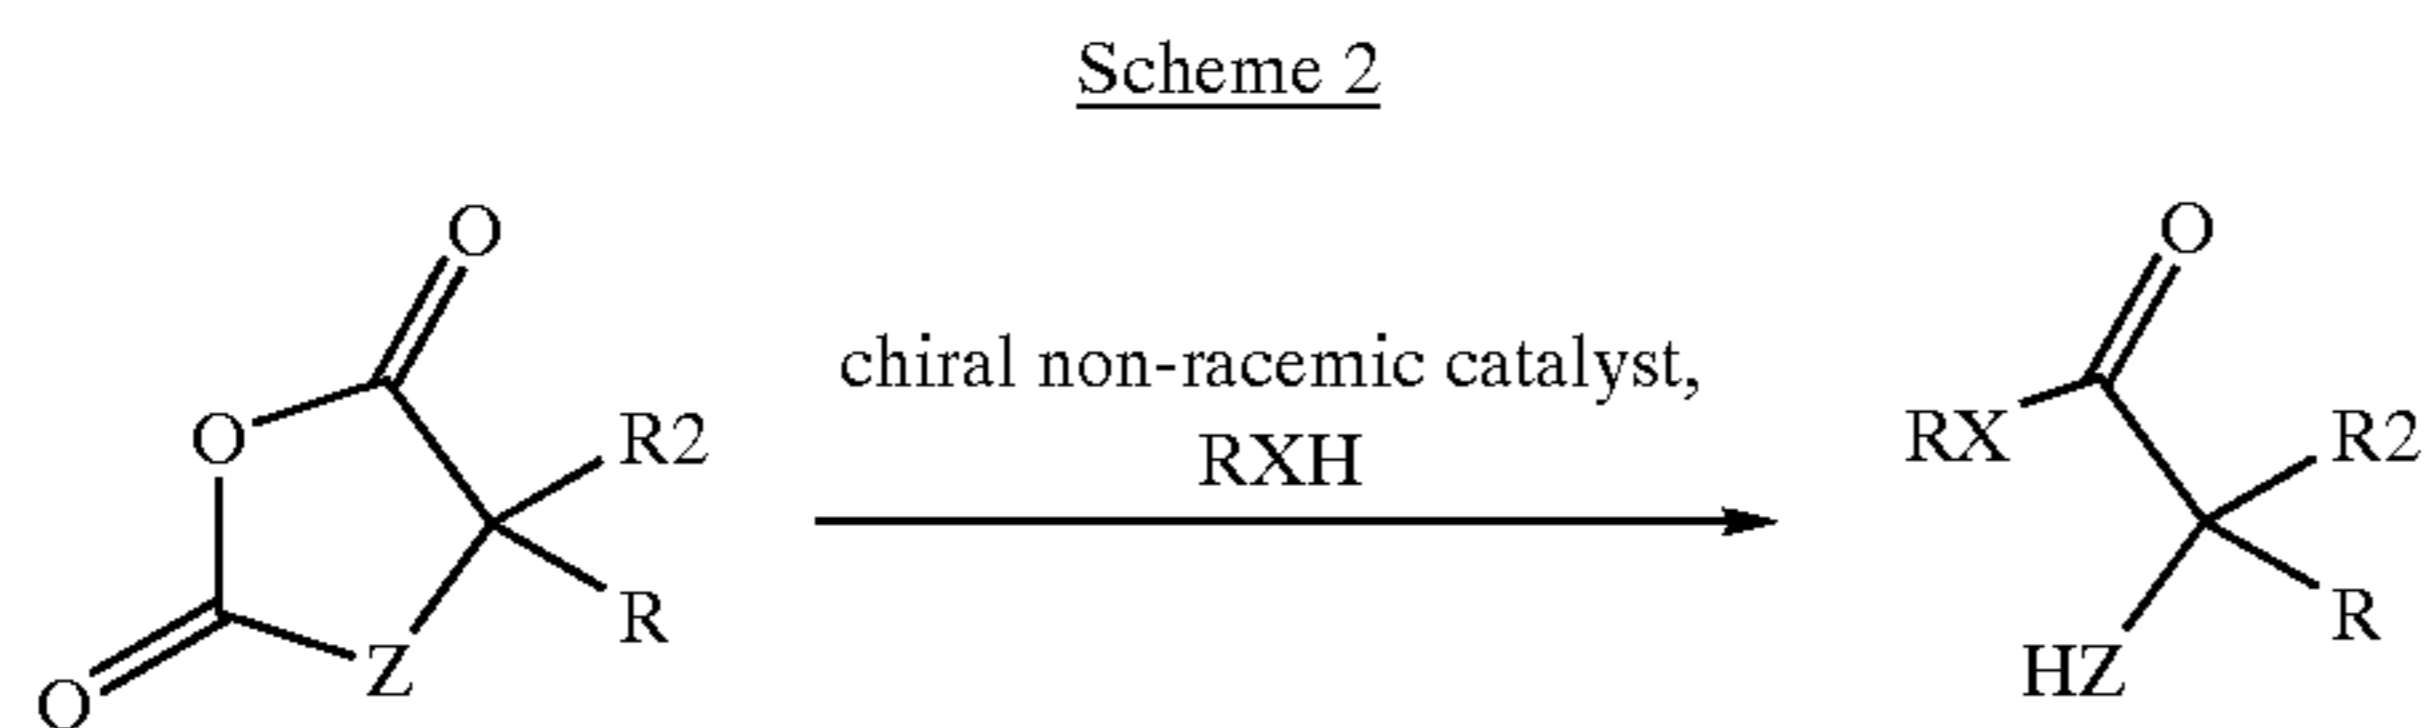 Scheme 2
O
O
R2
R
Z
O
chiral non-racemic catalyst,
RXH
O
RX
R2
R
HZ